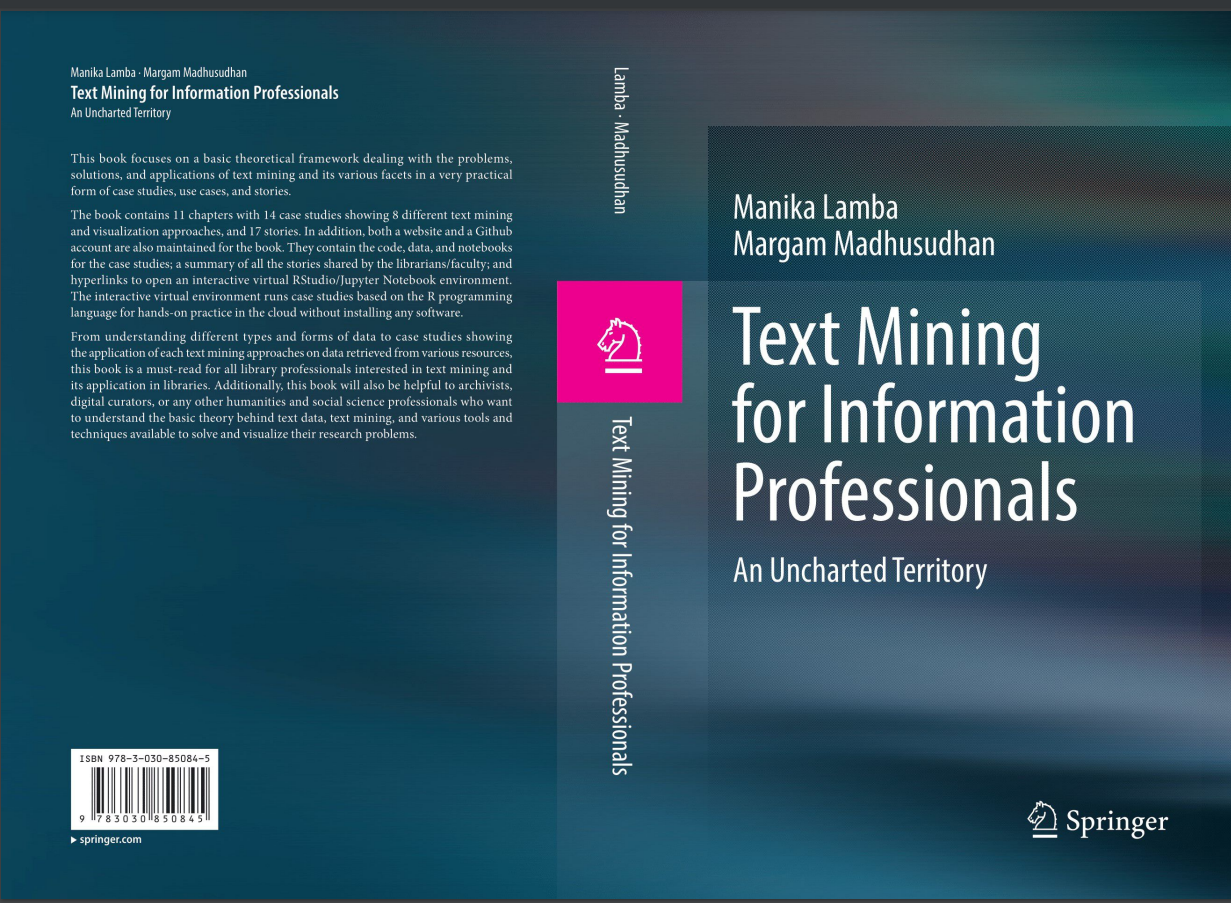 Manika Lamba · Margam Madhusudhan
Text Mining for Information Professionals
An Uncharted Territory
This book focuses on a basic theoretical framework dealing with the problems,
solutions, and applications of text mining and its various facets in a very practical
form of case studies, use cases, and stories.
The book contains 11 chapters with 14 case studies showing 8 different text mining
and visualization approaches, and 17 stories. In addition, both a website and a Github
account are also maintained for the book. They contain the code, data, and notebooks
for the case studies; a summary of all the stories shared by the librarians/faculty; and
hyperlinks to open an interactive virtual RStudio/Jupyter Notebook environment.
The interactive virtual environment runs case studies based on the R programming
language for hands-on practice in the cloud without installing any software.
From understanding different types and forms of data to case studies showing
the application of each text mining approaches on data retrieved from various resources,
this book is a must-read for all library professionals interested in text mining and
its application in libraries. Additionally, this book will also be helpful to archivists,
digital curators, or any other humanities and social science professionals who want
to understand the basic theory behind text data, text mining, and various tools and
techniques available to solve and visualize their research problems.
ISBN 978-3-030-85084-5
9 783030 850845
▶ springer.com
Lamba · Madhusudhan
Text Mining for Information Professionals
Manika Lamba
Margam Madhusudhan
Text Mining
for Information
Professionals
An Uncharted Territory
Springer